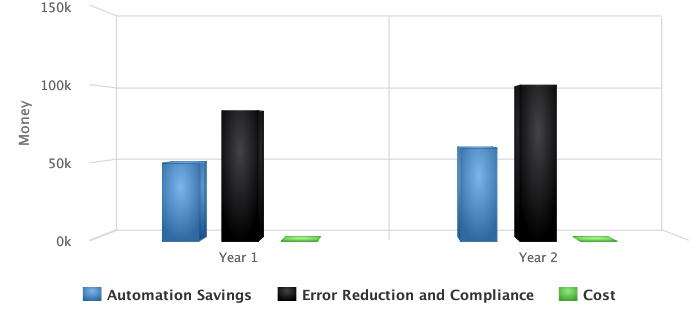 150k
100k
50k
0k
Money
Year 1
Year 2
Automation Savings
Error Reduction and Compliance
Cost